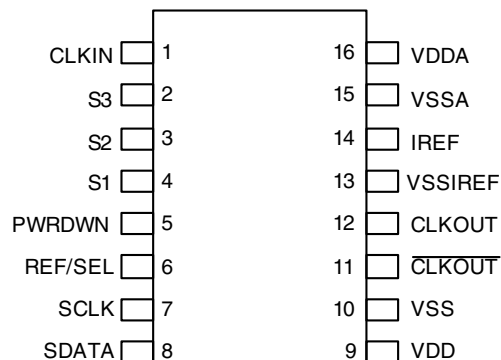 CLKIN 1 16 VDDA
S3 2 15 VSSA
S2 3 14 IREF
S1 4 13 VSSIREF
PWRDWN 5 12 CLKOUT
REF/SEL 6 11 C̅L̅K̅O̅U̅T̅
SCLK 7 10 VSS
SDATA 8 9 VDD